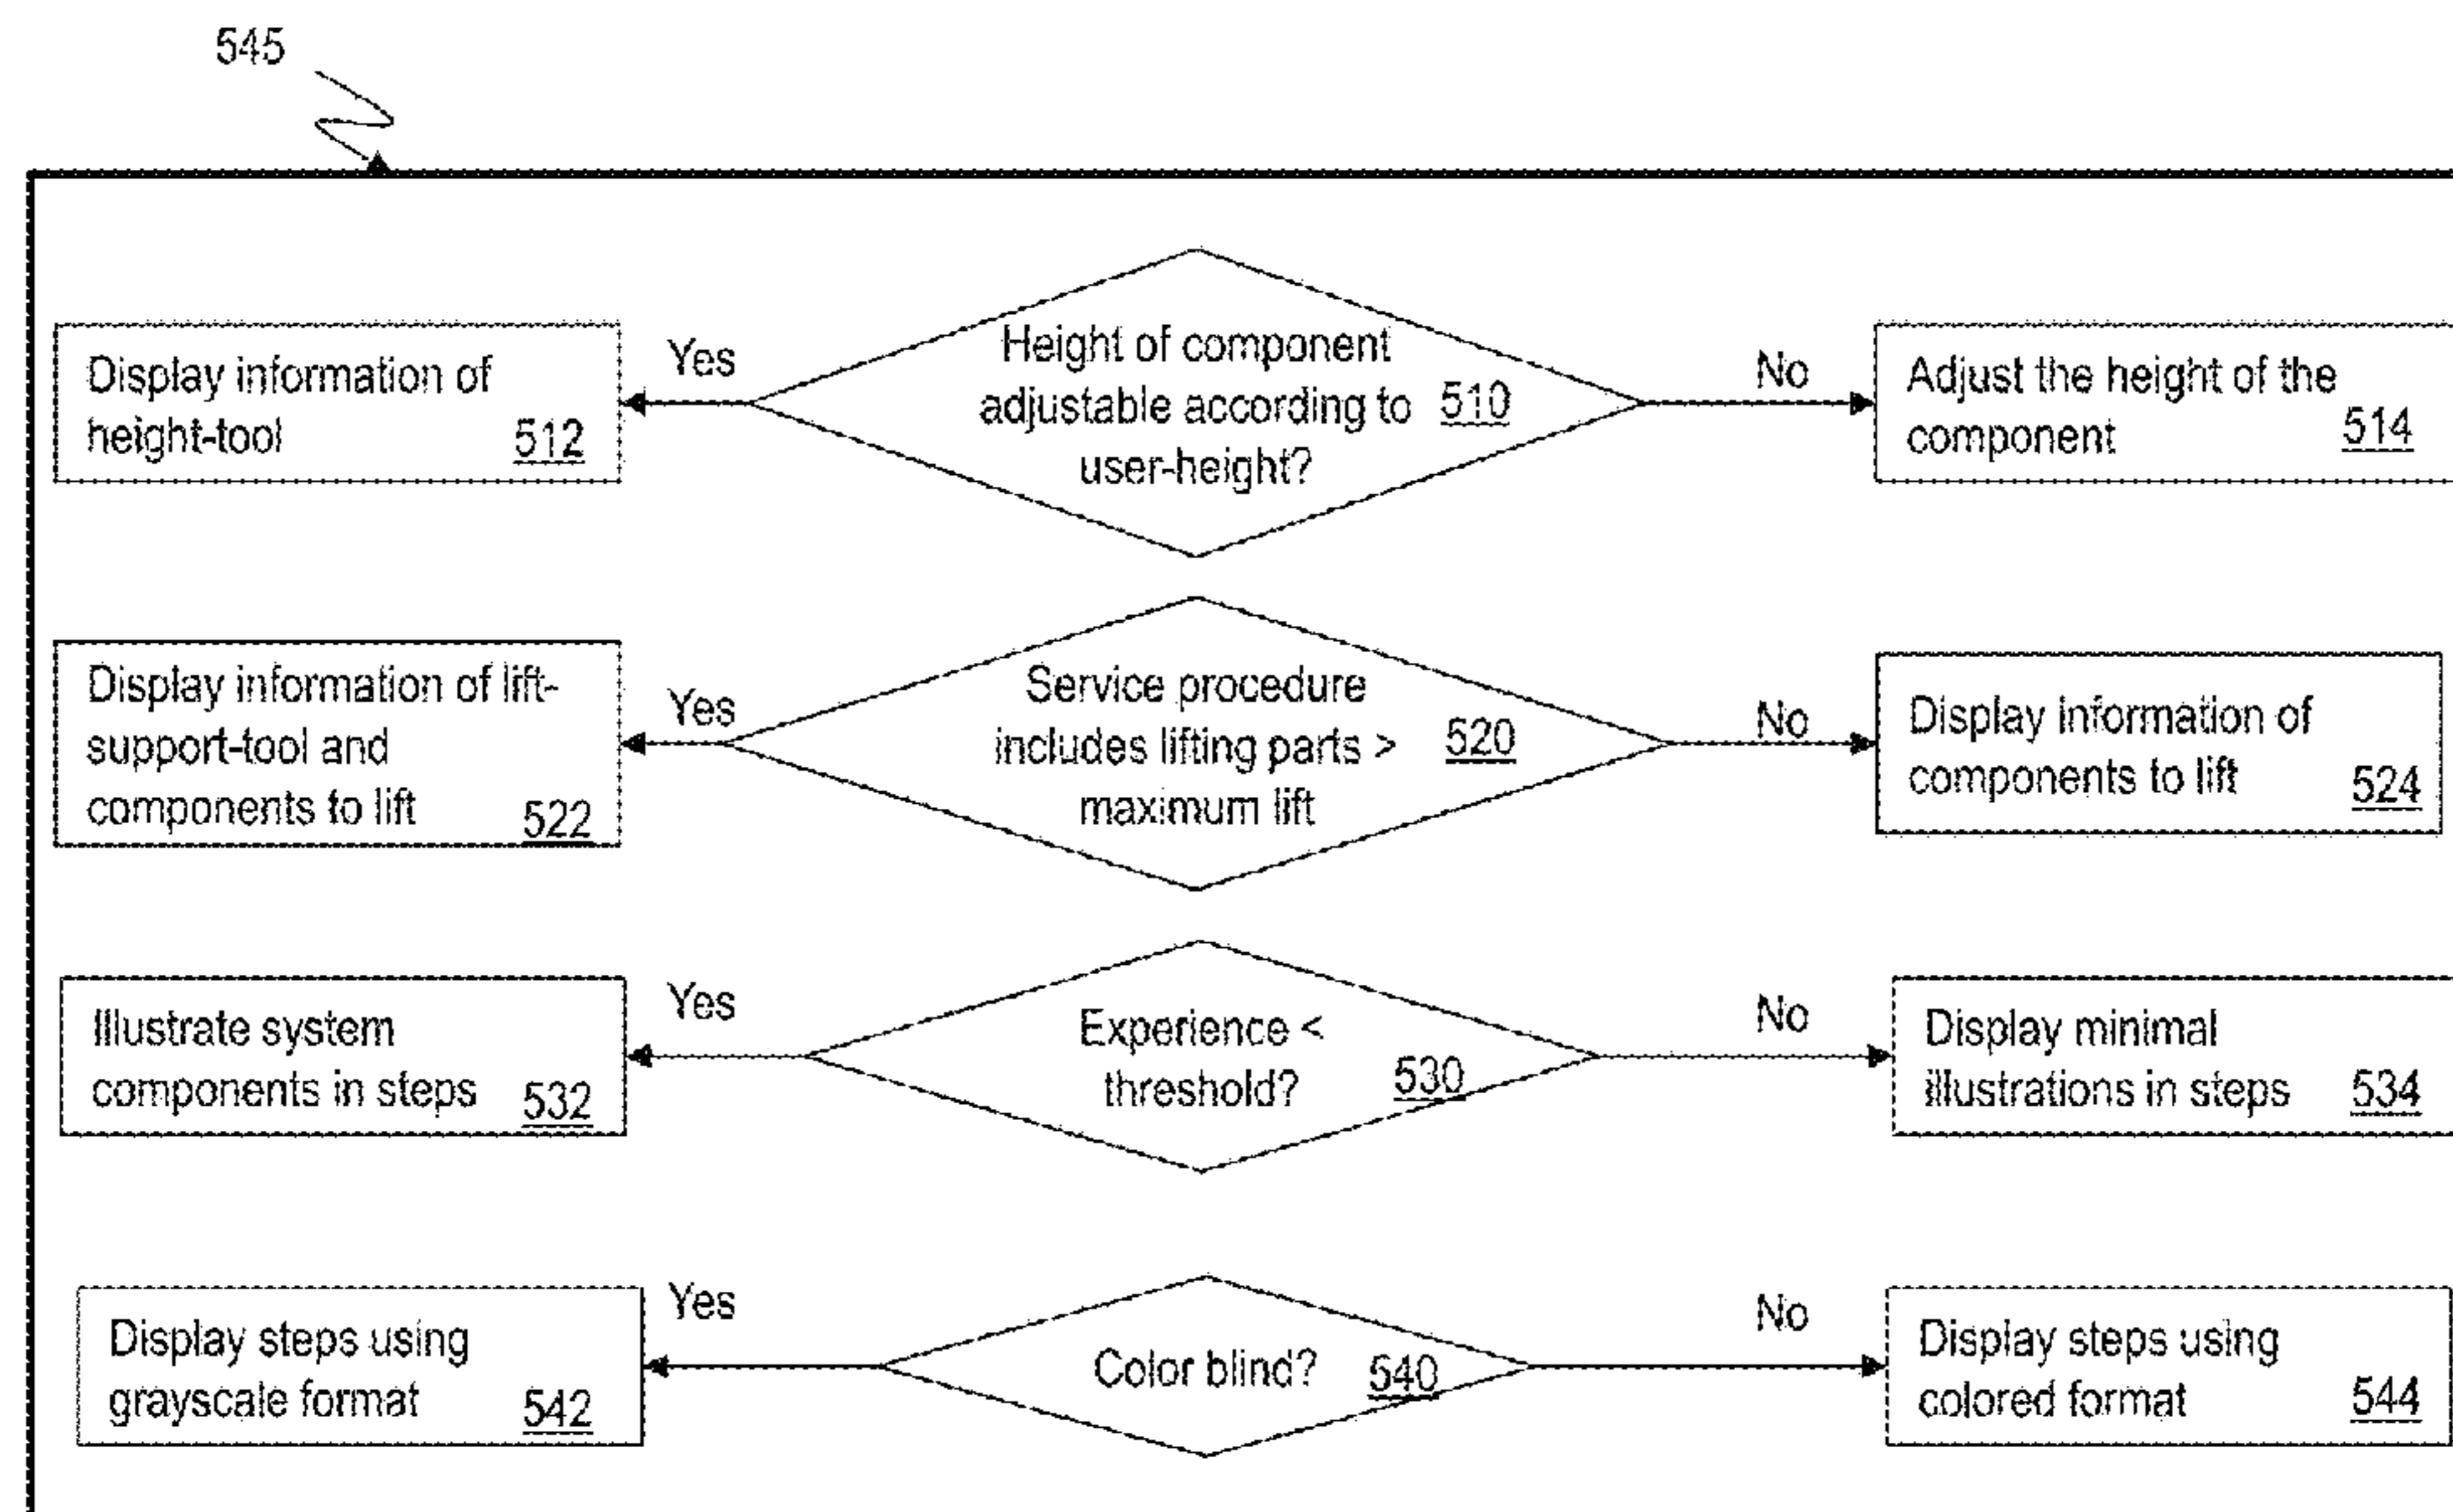 545
Display information of
height-tool 512
Yes
Height of component
adjustable according to 510
user-height?
No
Adjust the height of the
component 514
Display information of lift-
support-tool and
components to lift 522
Yes
Service procedure
includes lifting parts > 520
maximum lift
No
Display information of
components to lift 524
Illustrate system
components in steps 532
Yes
Experience <
threshold? 530
No
Display minimal
illustrations in steps 534
Display steps using
grayscale format 542
Yes
Color blind? 540
No
Display steps using
colored format 544